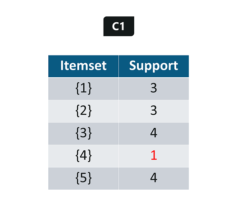 C1
Itemset Support
{1} 3
{2} 3
{3} 4
{4} 1
{5} 4